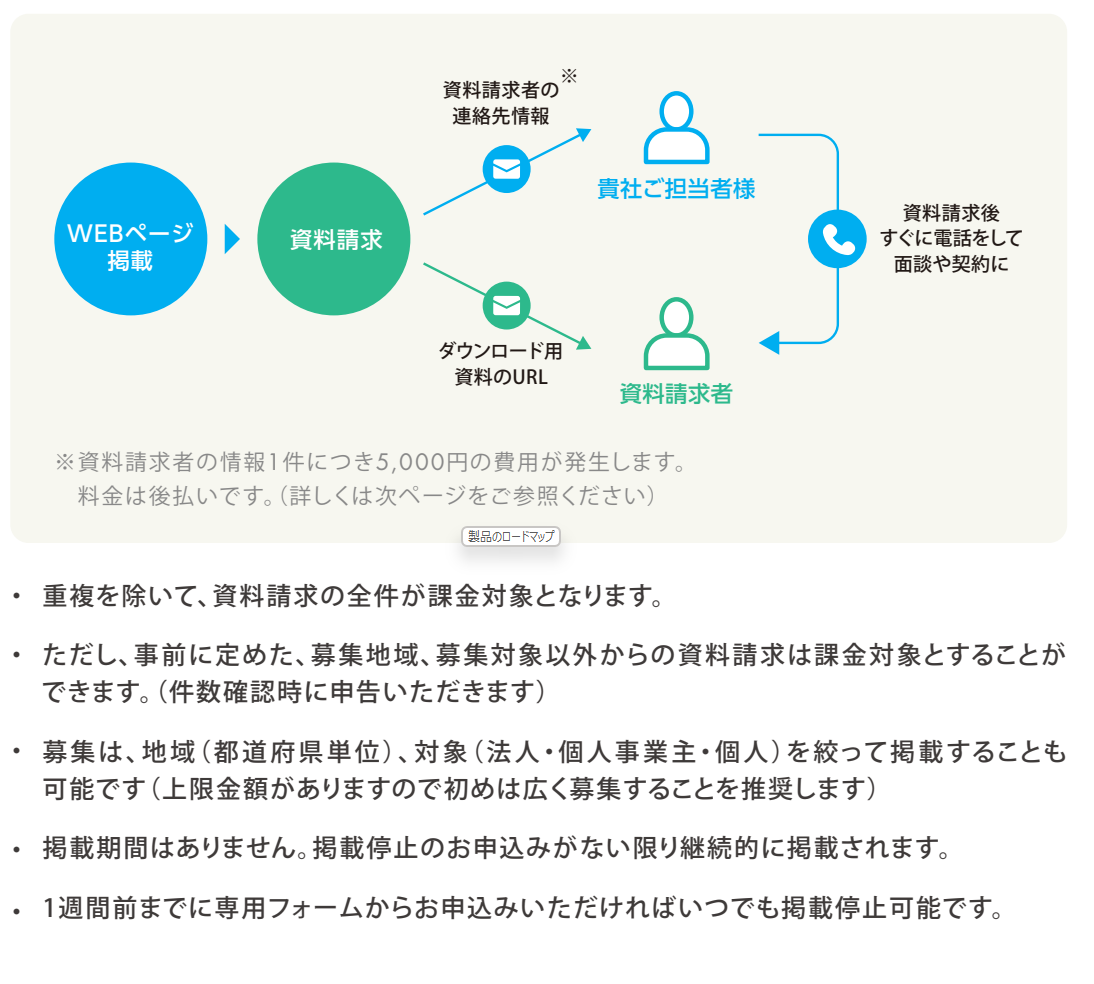 資料請求者の※
連絡先情報
貴社ご担当者様
WEBページ
掲載
資料請求
資料請求後
すぐに電話をして
面談や契約に
ダウンロード用
資料のURL
資料請求者
※資料請求者の情報1件につき5,000円の費用が発生します。
料金は後払いです。(詳しくは次ページをご参照ください)
製品のロードマップ
・ 重複を除いて、資料請求の全件が課金対象となります。
・ ただし、事前に定めた、募集地域、募集対象以外からの資料請求は課金対象とすることが
できます。(件数確認時に申告いただきます)
・ 募集は、地域(都道府県単位)、対象(法人・個人事業主・個人)を絞って掲載することも
可能です(上限金額がありますので初めは広く募集することを推奨します)
・ 掲載期間はありません。掲載停止のお申込みがない限り継続的に掲載されます。
・ 1週間前までに専用フォームからお申込みいただければいつでも掲載停止可能です。